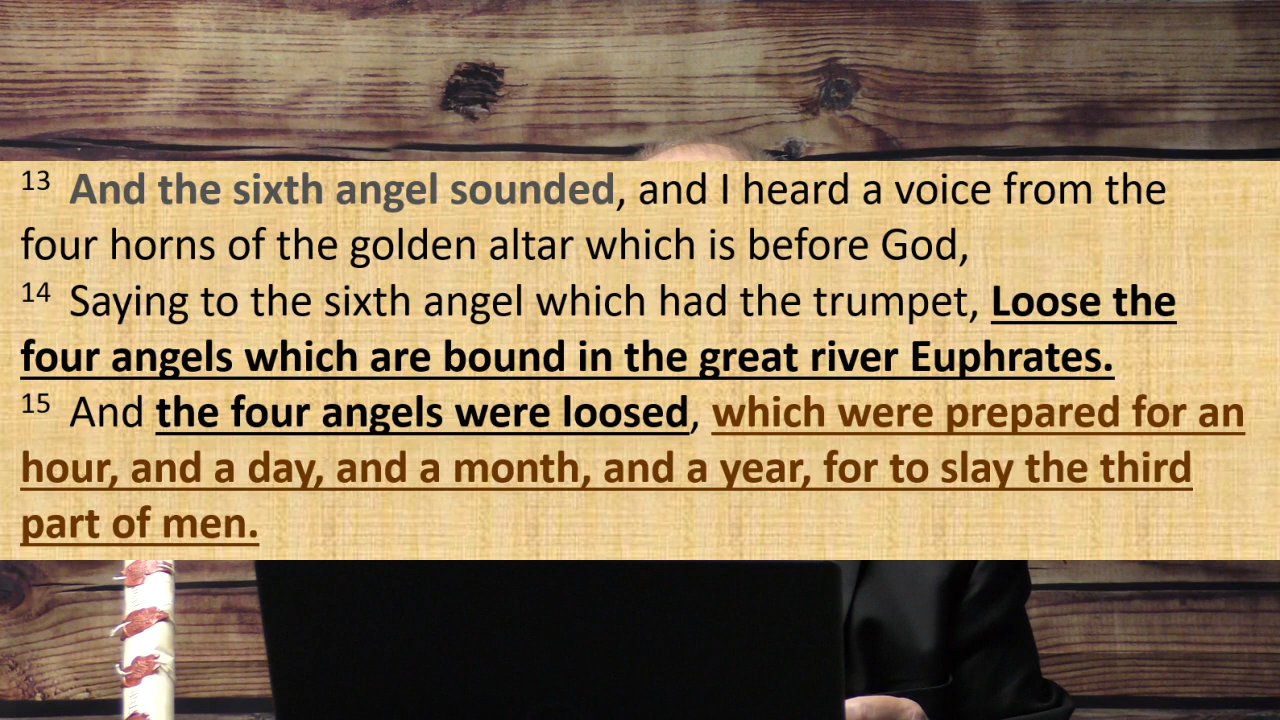 13 And the sixth angel sounded, and I heard a voice from the
four horns of the golden altar which is before God,
14 Saying to the sixth angel which had the trumpet, Loose the
four angels which are bound in the great river Euphrates.
15 And the four angels were loosed, which were prepared for an
hour, and a day, and a month, and a year, for to slay the third
part of men.